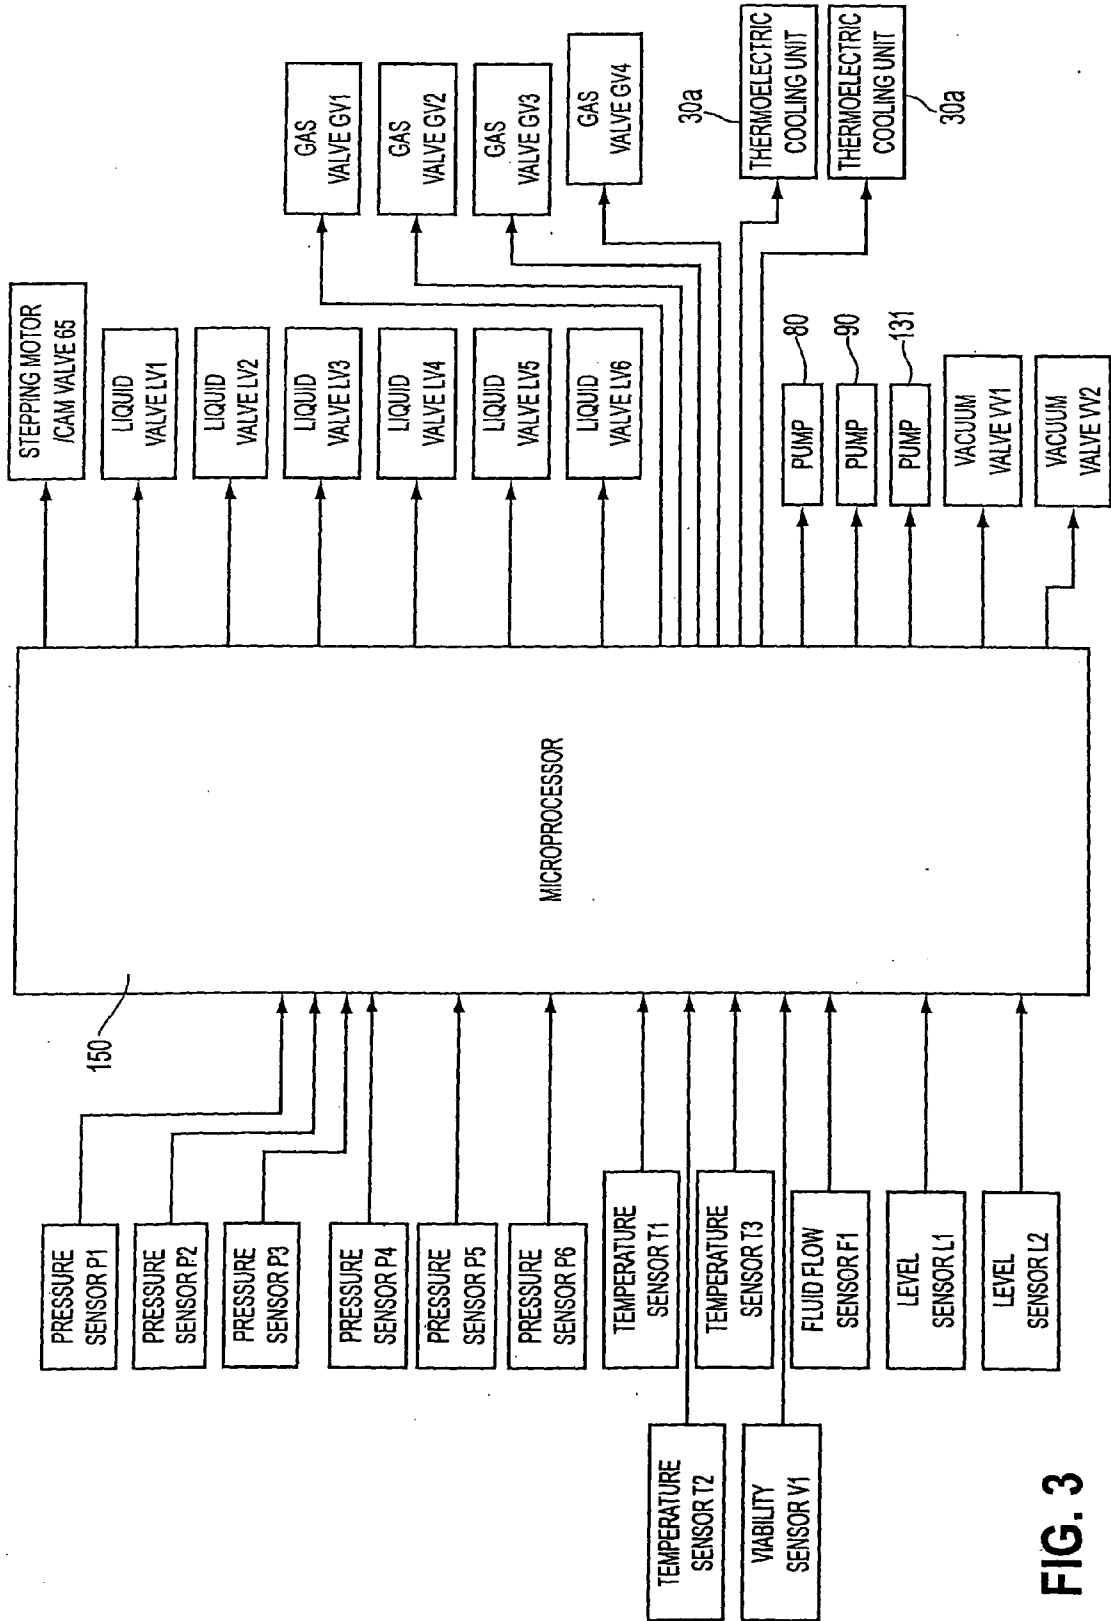 STEPPING MOTOR
/CAM VALVE 65
LIQUID
VALVE LV1
LIQUID
VALVE LV2
LIQUID
VALVE LV3
LIQUID
VALVE LV4
LIQUID
VALVE LV5
LIQUID
VALVE LV6
GAS
VALVE GV1
GAS
VALVE GV2
GAS
VALVE GV3
GAS
VALVE GV4
30a
THERMOELECTRIC
COOLING UNIT
THERMOELECTRIC
COOLING UNIT
30a
PUMP
80
PUMP
90
PUMP
131
VACUUM
VALVE VV1
VACUUM
VALVE VV2
MICROPROCESSOR
150
PRESSURE
SENSOR P1
PRESSURE
SENSOR P2
PRESSURE
SENSOR P3
PRESSURE
SENSOR P4
PRESSURE
SENSOR P5
PRESSURE
SENSOR P6
TEMPERATURE
SENSOR T1
TEMPERATURE
SENSOR T2
TEMPERATURE
SENSOR T3
VIABILITY
SENSOR V1
FLUID FLOW
SENSOR F1
LEVEL
SENSOR L1
LEVEL
SENSOR L2
FIG. 3